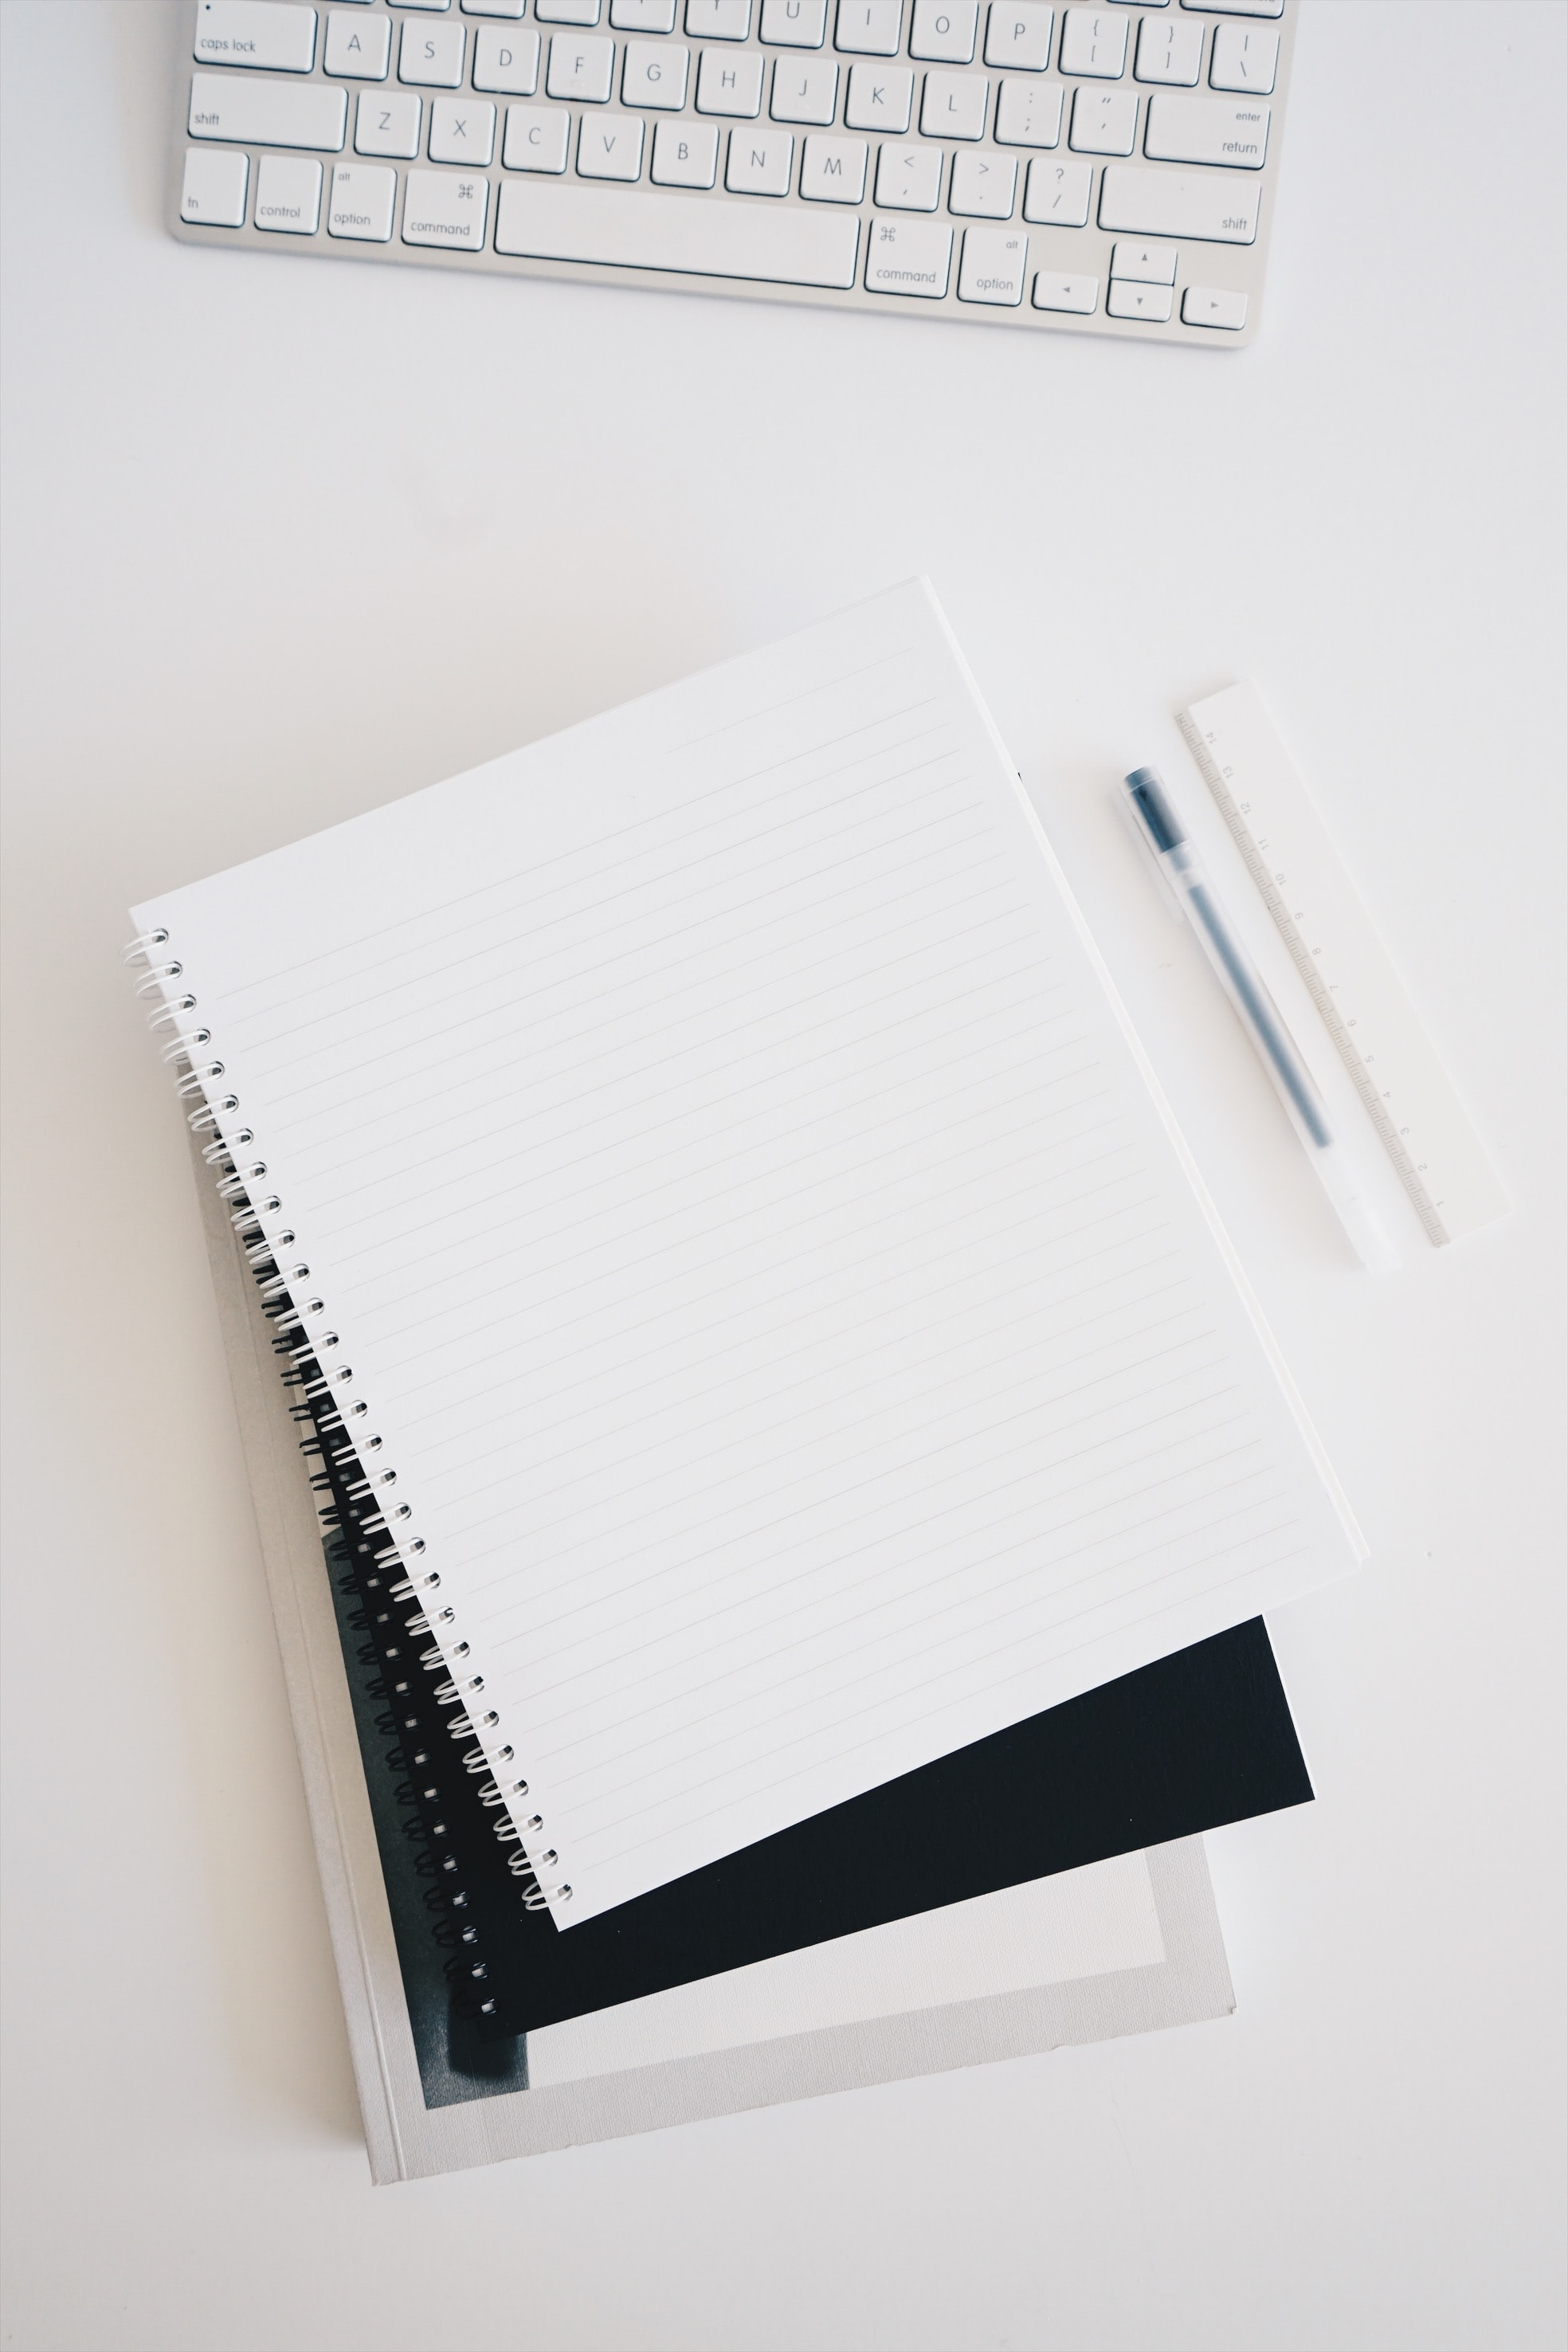 T Y U I O P { [ } ] | \
caps lock A S D F G H J K L : ; " ' enter return
shift Z X C V B N M < , > . ? / shift
fn control alt option ⌘ command ⌘ command alt option ◄ ▲ ▼ ►
14 13 12 11 10 9 8 7 6 5 4 3 2 1